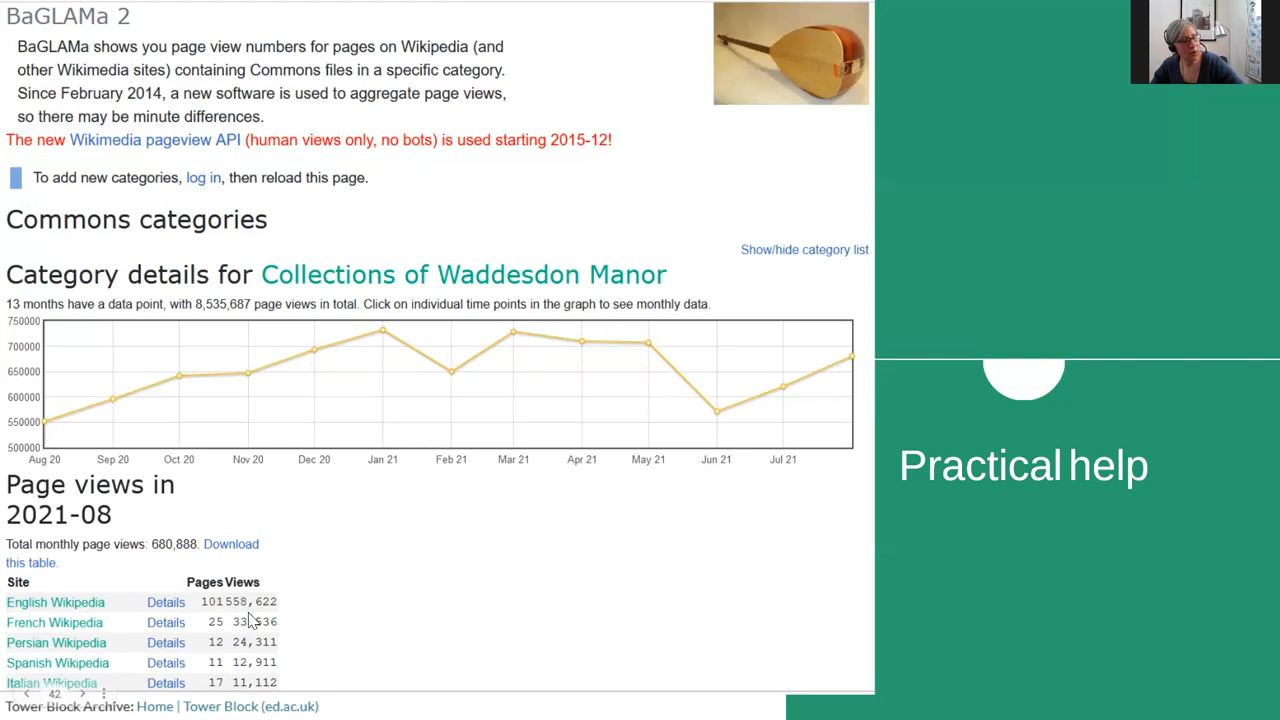 BaGLAMa 2
BaGLAMa shows you page view numbers for pages on Wikipedia (and
other Wikimedia sites) containing Commons files in a specific category.
Since February 2014, a new software is used to aggregate page views,
so there may be minute differences.
The new Wikimedia pageview API (human views only, no bots) is used starting 2015-12!
To add new categories, log in, then reload this page.
Commons categories
Show/hide category list
Category details for Collections of Waddesdon Manor
13 months have a data point, with 8,535,687 page views in total. Click on individual time points in the graph to see monthly data.
750000
700000
650000
600000
550000
500000
Aug 20 Sep 20 Oct 20 Nov 20 Dec 20 Jan 21 Feb 21 Mar 21 Apr 21 May 21 Jun 21 Jul 21
Page views in
2021-08
Total monthly page views: 680,888. Download
this table.
Site Pages Views
English Wikipedia Details 101 558,622
French Wikipedia Details 25
Persian Wikipedia Details 12 24,311
Spanish Wikipedia Details 11 12,911
Italian Wikipedia Details 17 11,112
42
Tower Block Archive: Home | Tower Block (ed.ac.uk)
Practical help